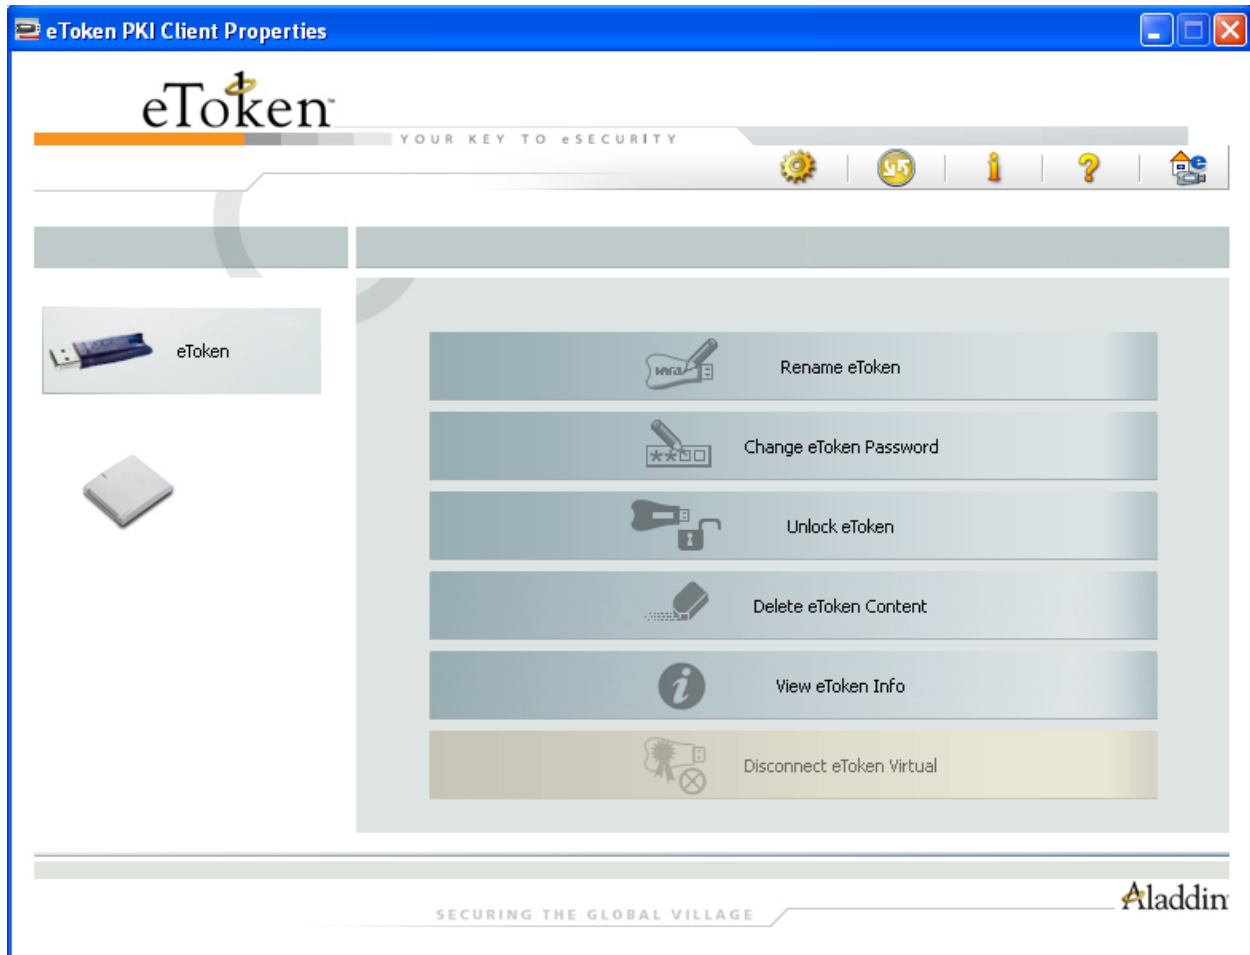 eToken PKI Client Properties
eToken™
YOUR KEY TO eSECURITY
eToken
Rename eToken
Change eToken Password
Unlock eToken
Delete eToken Content
View eToken Info
Disconnect eToken Virtual
Aladdin
SECURING THE GLOBAL VILLAGE